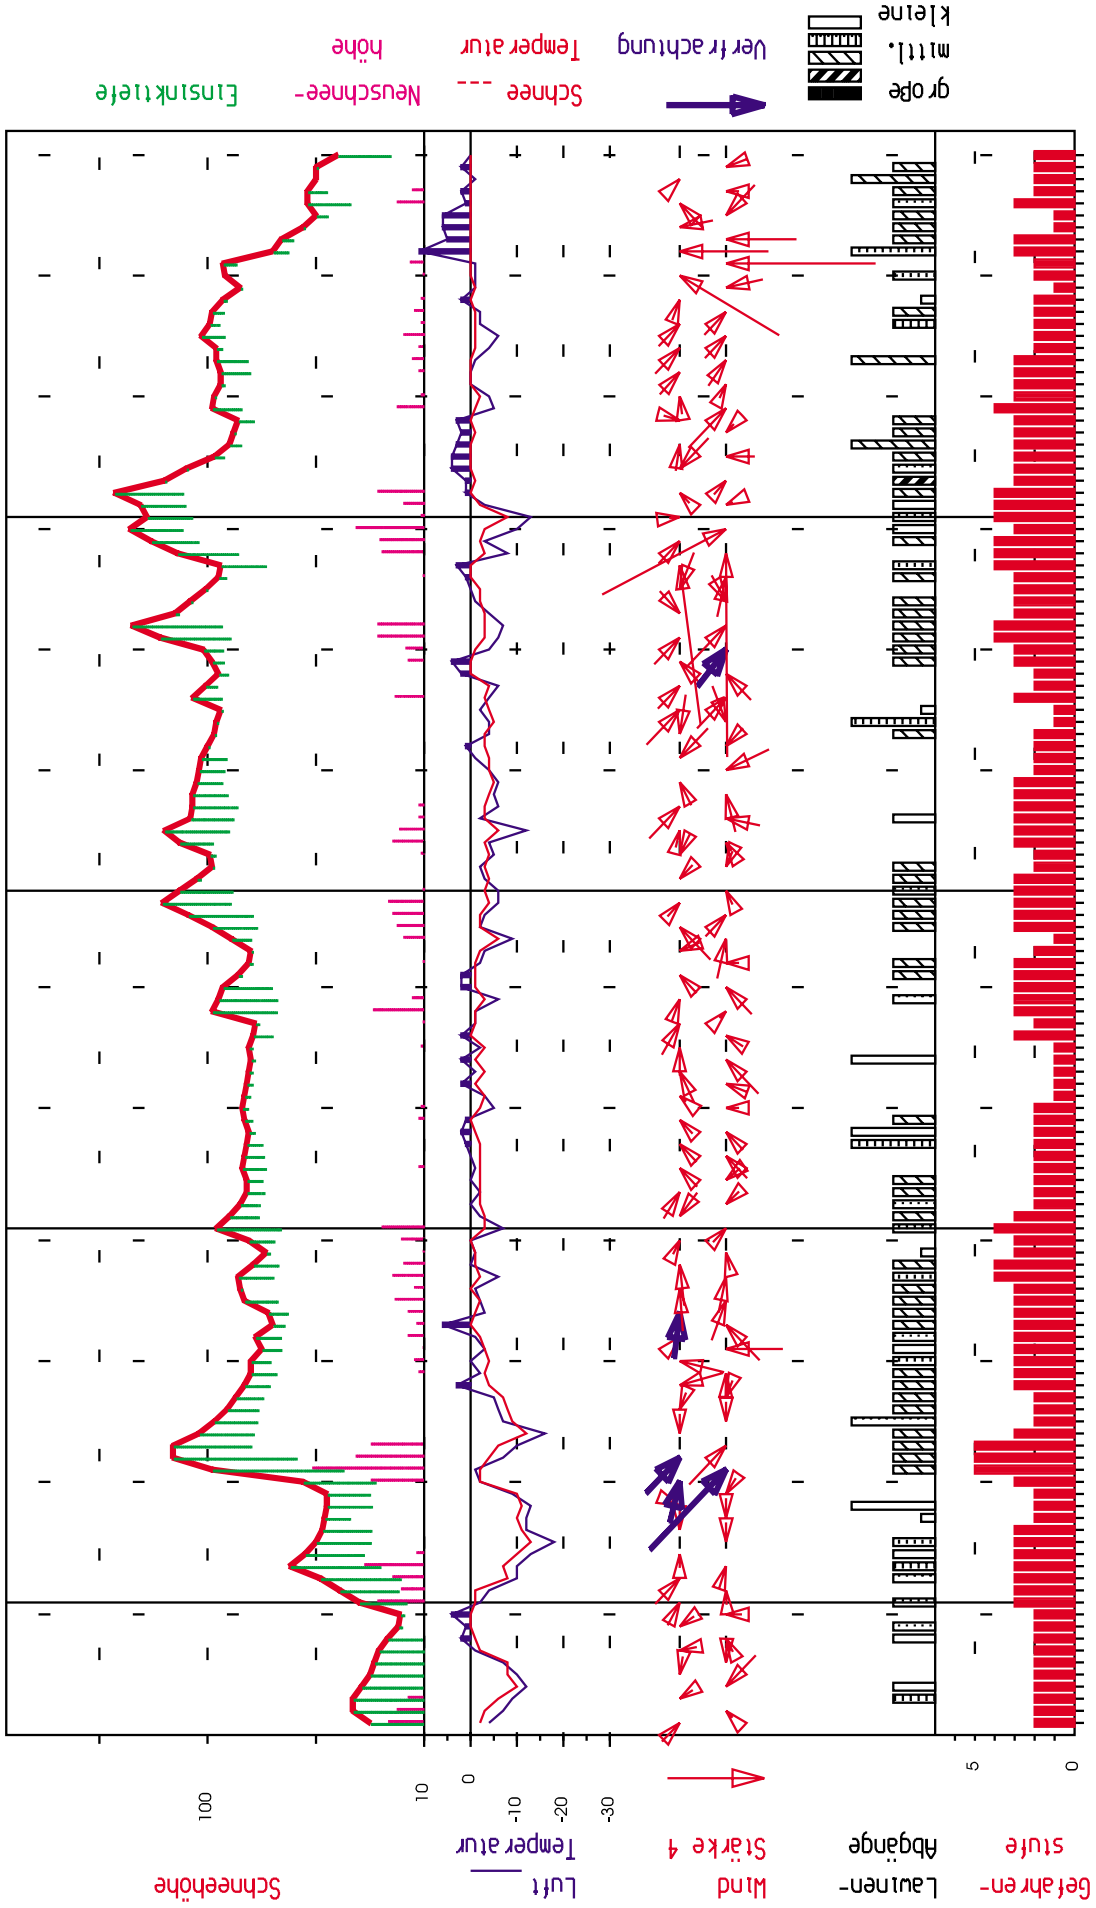 kleine
mittl.
große
Verfrachtung
Schnee
Temperatur
Neuschnee-
höhe
Einsinktiefe
100
10
0
-10
-20
-30
5
0
Schneehöhe
Luft
Temperatur
Wind
Stärke 4
Lawinen-
Abgänge
Gefahren-
stufe